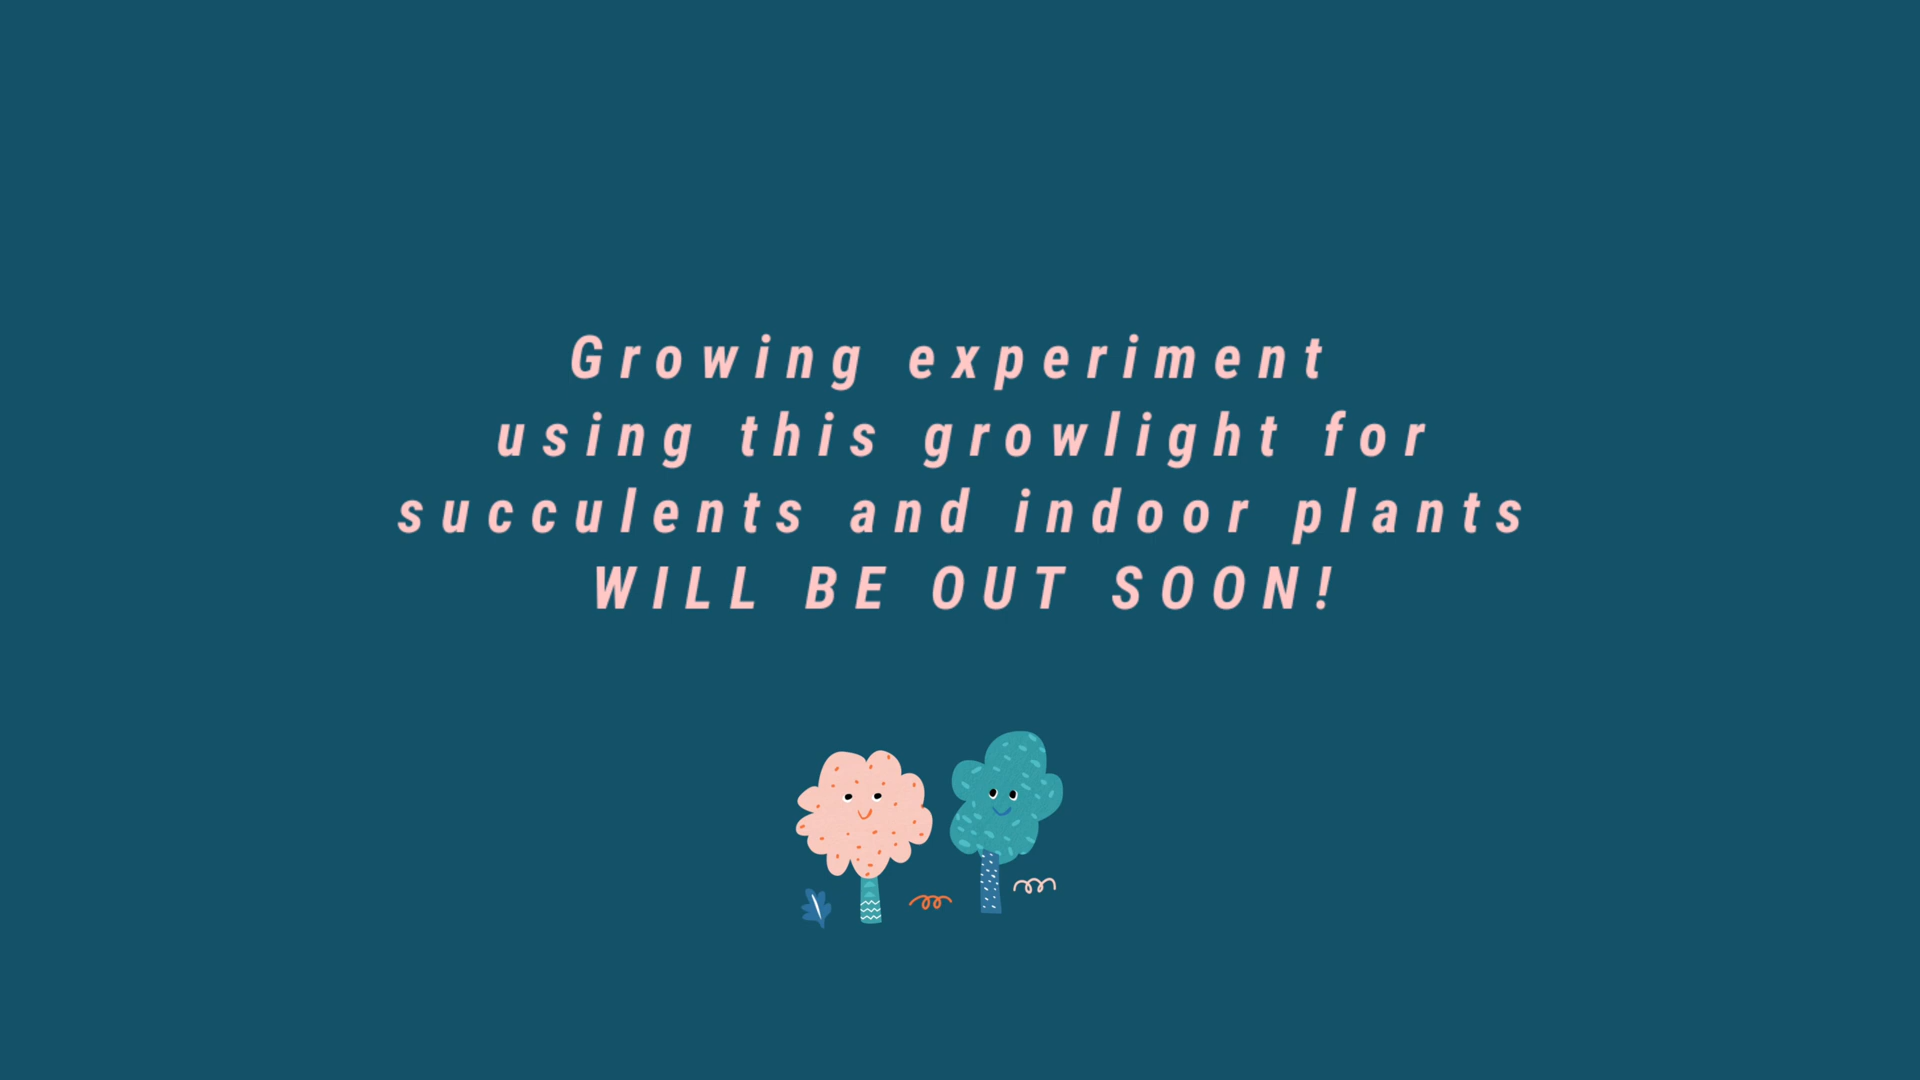 Growing experiment
using this growlight for
succulents and indoor plants
WILL BE OUT SOON!